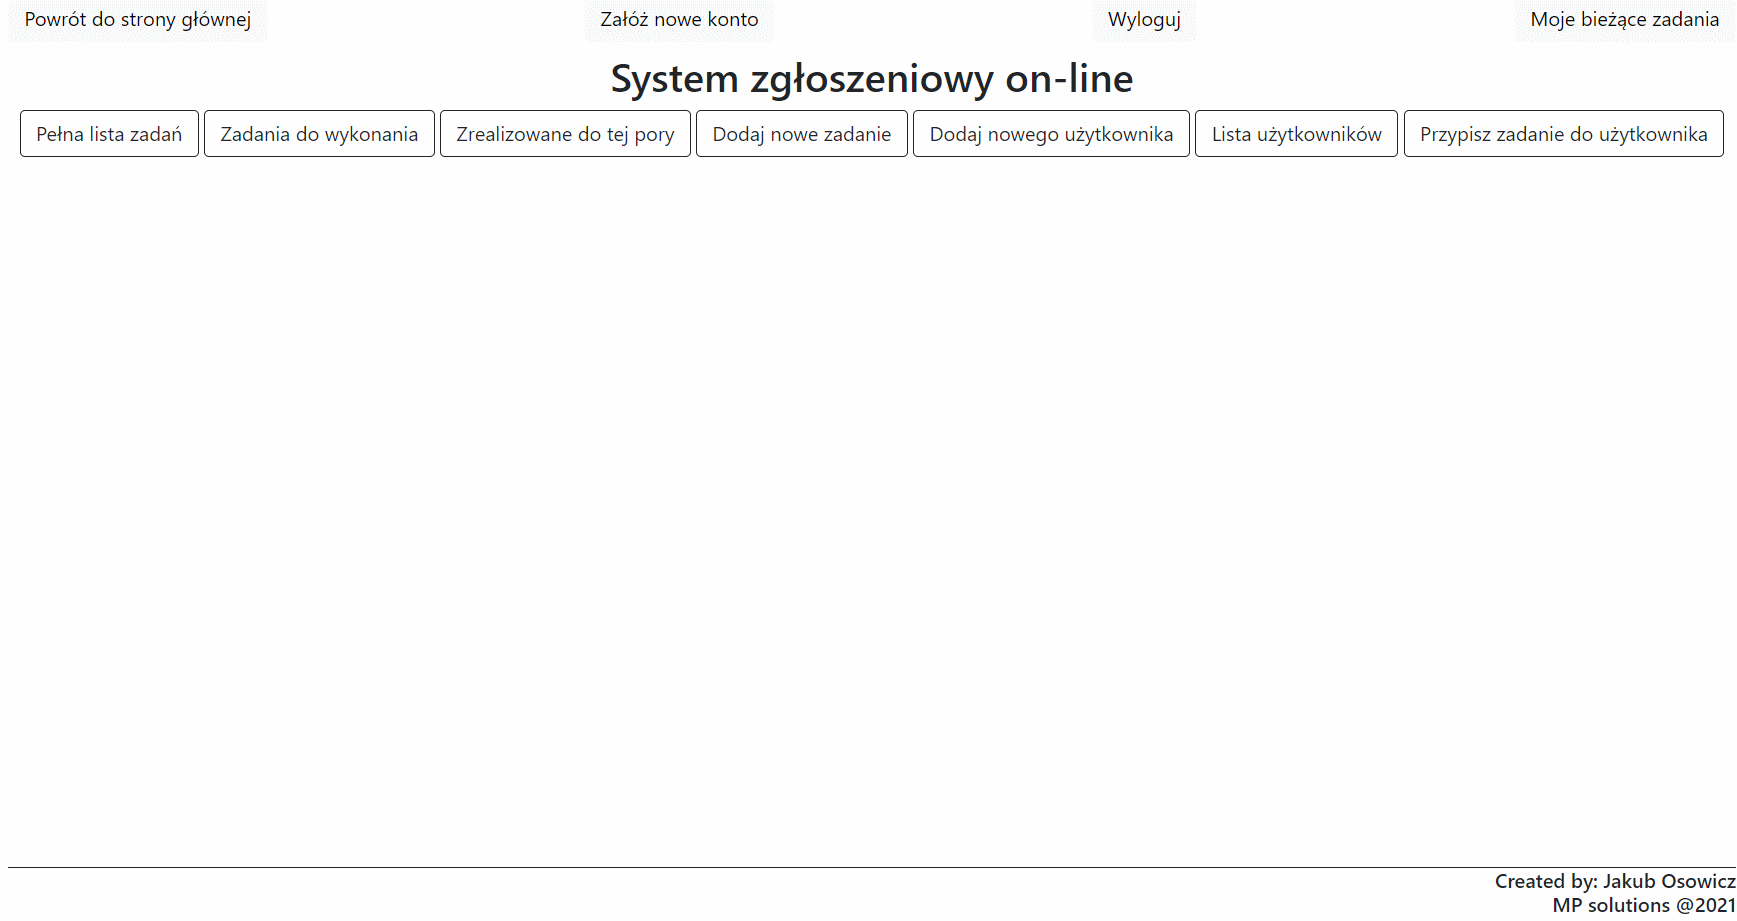 Powrót do strony głównej Załóż nowe konto Wyloguj Moje bieżące zadania
System zgłoszeniowy on-line
Pełna lista zadań Zadania do wykonania Zrealizowane do tej pory Dodaj nowe zadanie Dodaj nowego użytkownika Lista użytkowników Przypisz zadanie do użytkownika
Created by: Jakub Osowicz
MP solutions @2021